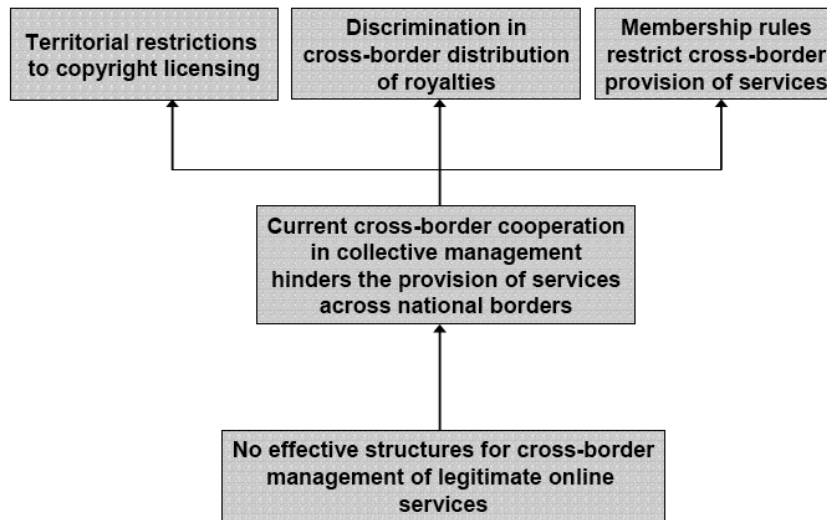 Territorial restrictions
to copyright licensing
Discrimination in
cross-border distribution
of royalties
Membership rules
restrict cross-border
provision of services
Current cross-border cooperation
in collective management
hinders the provision of services
across national borders
No effective structures for cross-border
management of legitimate online
services